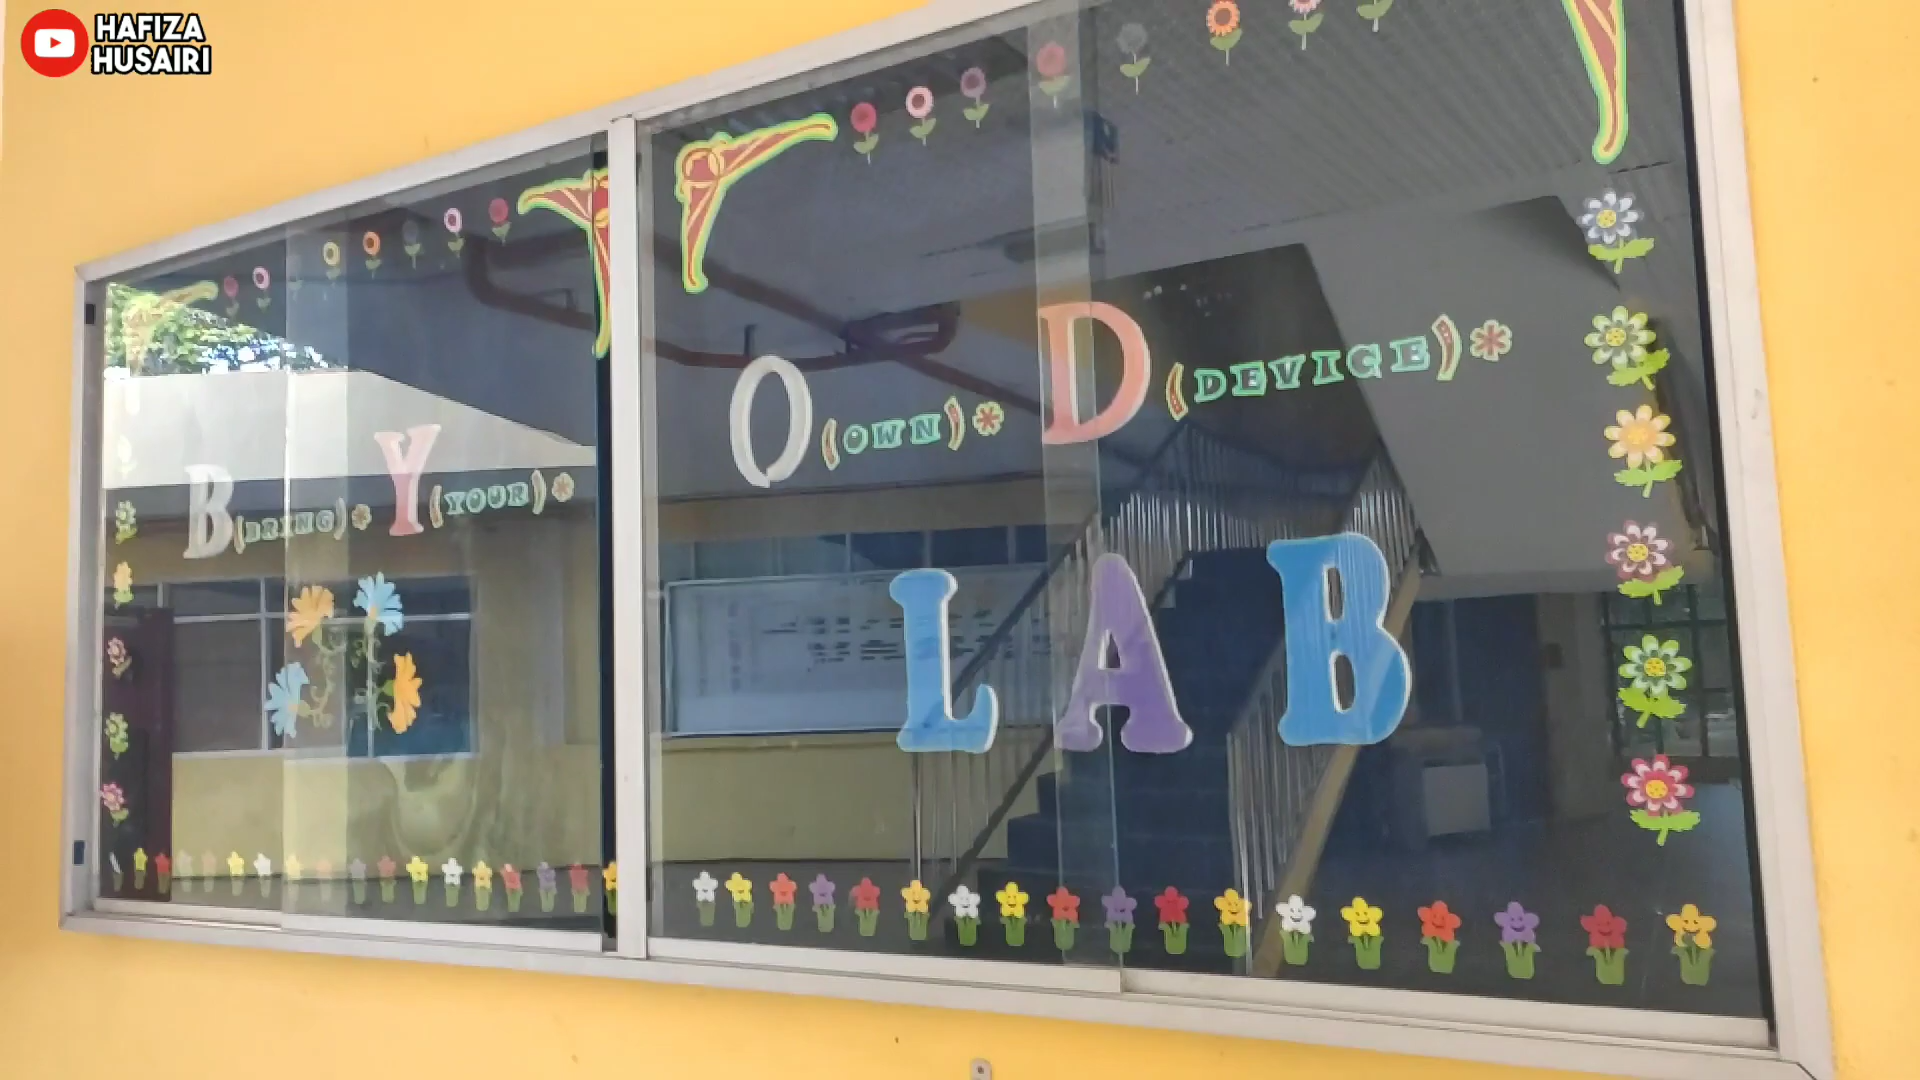 HAFIZA
HUSAIRI
B (BRING) * Y (YOUR) * O (OWN) * D (DEVICE) *
LAB